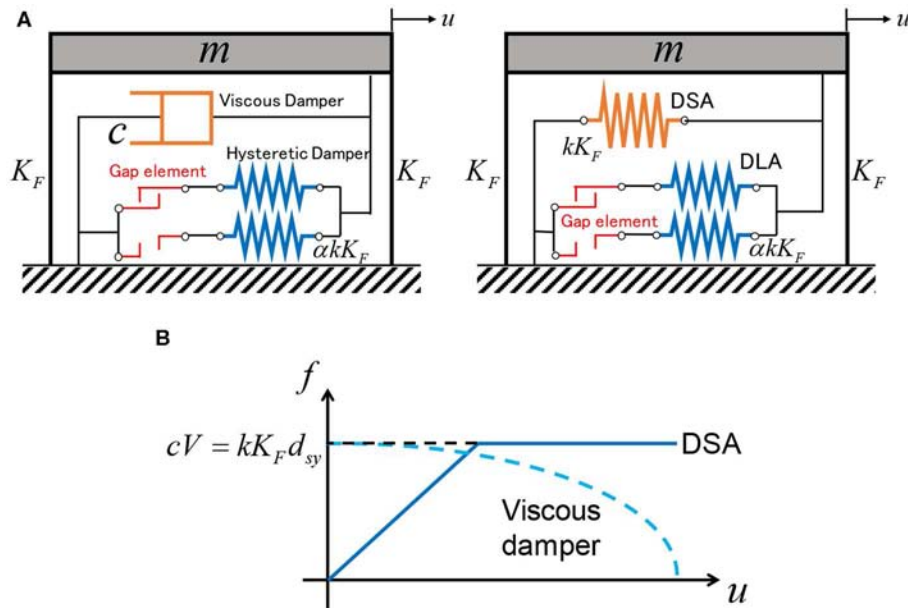 A
u
u
m
m
Viscous Damper
c
DSA
kK_F
Hysteretic Damper
DLA
K_F
Gap element
K_F
K_F
Gap element
K_F
αkK_F
αkK_F
B
f
cV = kK_F d_sy
DSA
Viscous
damper
u